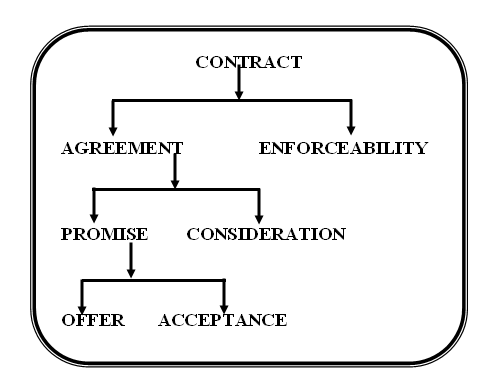 CONTRACT
AGREEMENT ENFORCEABILITY
PROMISE CONSIDERATION
OFFER ACCEPTANCE